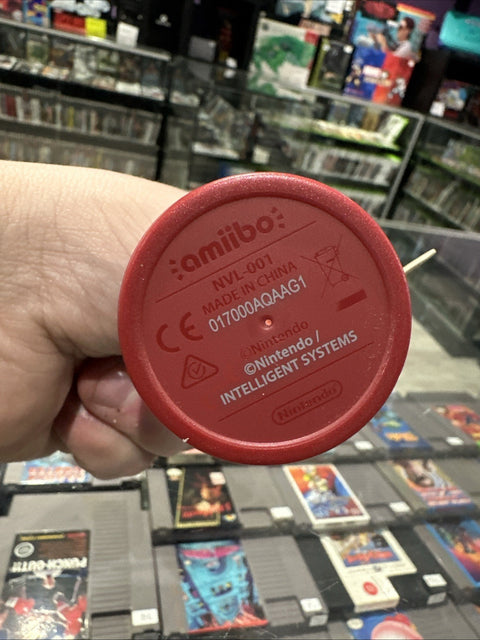 amiibo
NVL-001
MADE IN CHINA
017000AQAAG1
CE
©Nintendo
©Nintendo /
INTELLIGENT SYSTEMS
Nintendo
PUNCH-OUT!!